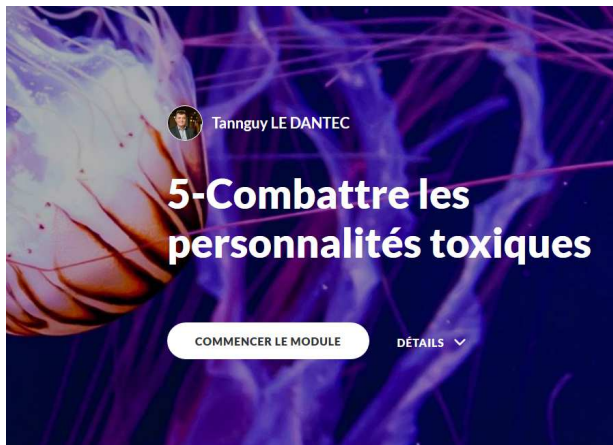 Tannguy LE DANTEC
5-Combattre les
personnalités toxiques
COMMENCER LE MODULE
DÉTAILS